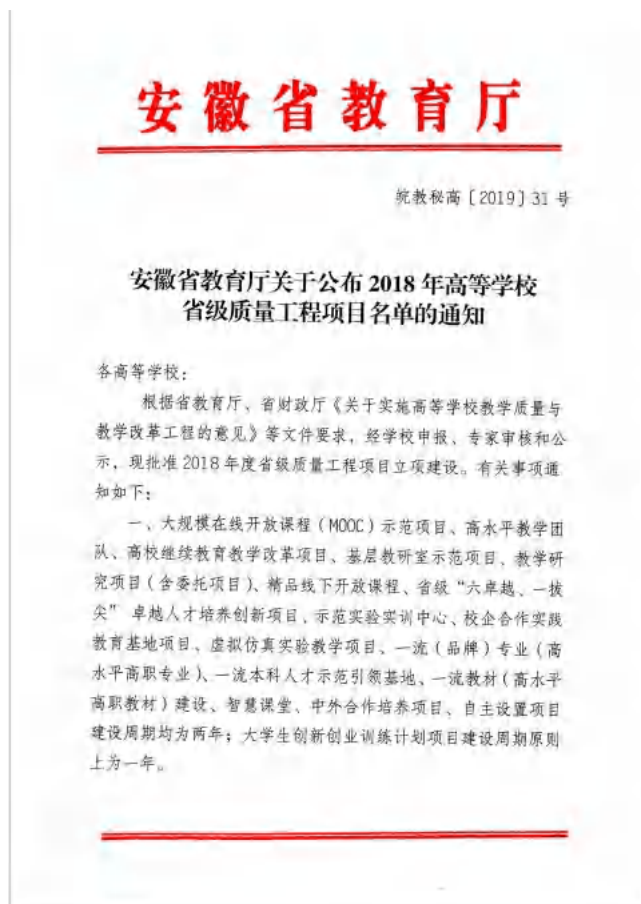 安徽省教育厅
皖教秘高〔2019〕31 号
安徽省教育厅关于公布 2018 年高等学校
省级质量工程项目名单的通知
各高等学校：
根据省教育厅、省财政厅《关于实施高等学校教学质量与
教学改革工程的意见》等文件要求，经学校申报、专家审核和公
示，现批准 2018 年度省级质量工程项目立项建设。有关事项通
知如下：
一、大规模在线开放课程（MOOC）示范项目、高水平教学团
队、高校继续教育教学改革项目、基层教研室示范项目、教学研
究项目（含委托项目）、精品线下开放课程、省级“六卓越、一拔
尖” 卓越人才培养创新项目、示范实验实训中心、校企合作实践
教育基地项目、虚拟仿真实验教学项目、一流（品牌）专业（高
水平高职专业）、一流本科人才示范引领基地、一流教材（高水平
高职教材）建设、智慧课堂、中外合作培养项目、自主设置项目
建设周期均为两年；大学生创新创业训练计划项目建设周期原则
上为一年。